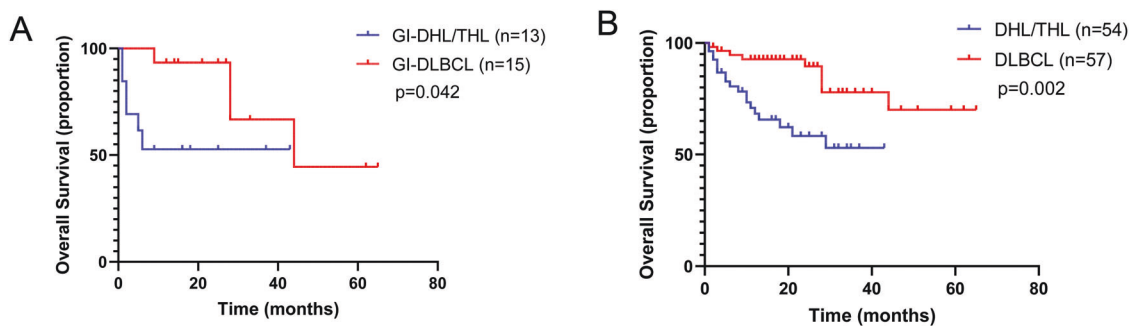 A
GI-DHL/THL (n=13)
GI-DLBCL (n=15)
p=0.042
Overall Survival (proportion)
100
50
0
0 20 40 60 80
Time (months)
B
DHL/THL (n=54)
DLBCL (n=57)
p=0.002
Overall Survival (proportion)
100
50
0
0 20 40 60 80
Time (months)